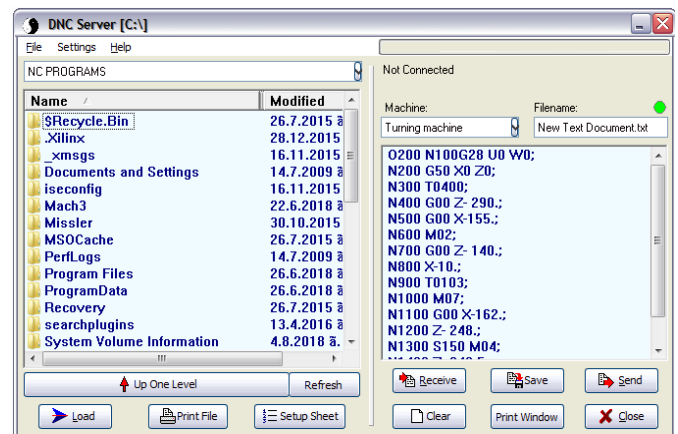 DNC Server [C:\]
File Settings Help
NC PROGRAMS
Name Modified
$Recycle.Bin 26.7.2015 ã
.Xilinx 28.12.2015
_xmsgs 16.11.2015
Documents and Settings 14.7.2009 ã
iseconfig 16.11.2015
Mach3 22.6.2018 ã
Missler 30.10.2015
MSOCache 26.7.2015 ã
PerfLogs 14.7.2009 ã
Program Files 26.6.2018 ã
ProgramData 26.6.2018 ã
Recovery 26.7.2015 ã
searchplugins 13.4.2016 ã
System Volume Information 4.8.2018 ã.
Up One Level Refresh
Load Print File Setup Sheet
Not Connected
Machine: Filename:
Turning machine New Text Document.txt
O200 N100G28 U0 W0;
N200 G50 X0 Z0;
N300 T0400;
N400 G00 Z- 290.;
N500 G00 X-155.;
N600 M02;
N700 G00 Z- 140.;
N800 X-10.;
N900 T0103;
N1000 M07;
N1100 G00 X-162.;
N1200 Z- 248.;
N1300 S150 M04;
Receive Save Send
Clear Print Window Close